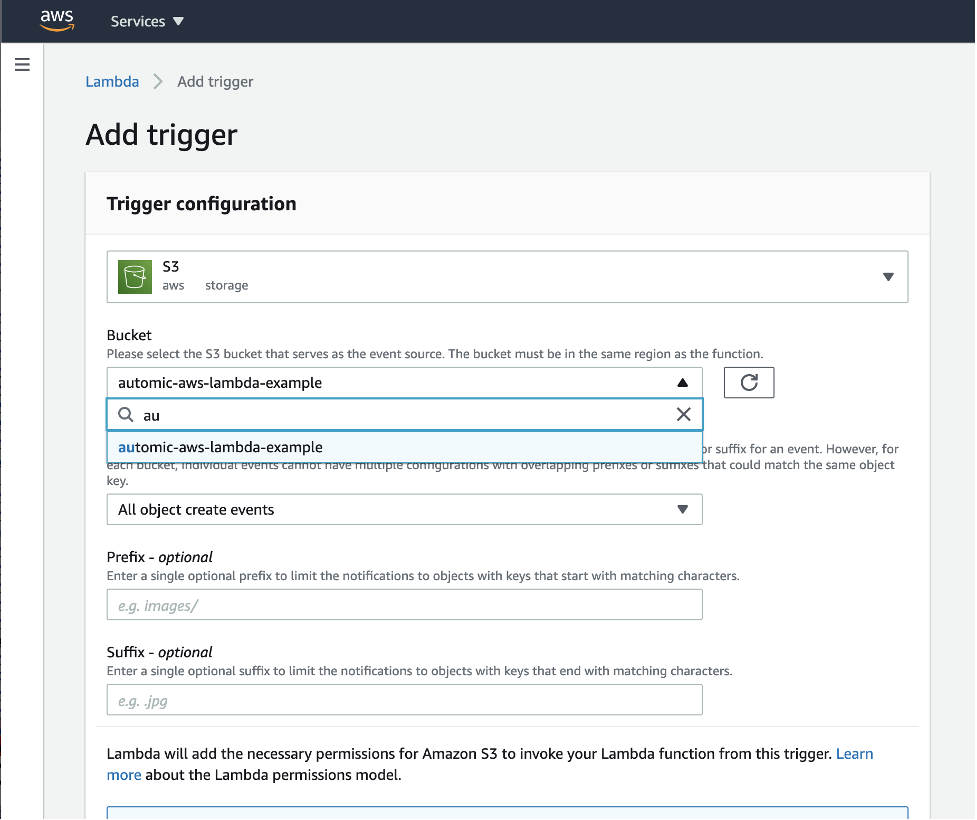 aws Services
Lambda Add trigger
Add trigger
Trigger configuration
S3
aws storage
Bucket
Please select the S3 bucket that serves as the event source. The bucket must be in the same region as the function.
automic-aws-lambda-example
au
automic-aws-lambda-example
or suffix for an event. However, for
each bucket, individual events cannot have multiple configurations with overlapping prefixes or suffixes that could match the same object
key.
All object create events
Prefix - optional
Enter a single optional prefix to limit the notifications to objects with keys that start with matching characters.
e.g. images/
Suffix - optional
Enter a single optional suffix to limit the notifications to objects with keys that end with matching characters.
e.g. .jpg
Lambda will add the necessary permissions for Amazon S3 to invoke your Lambda function from this trigger. Learn
more about the Lambda permissions model.